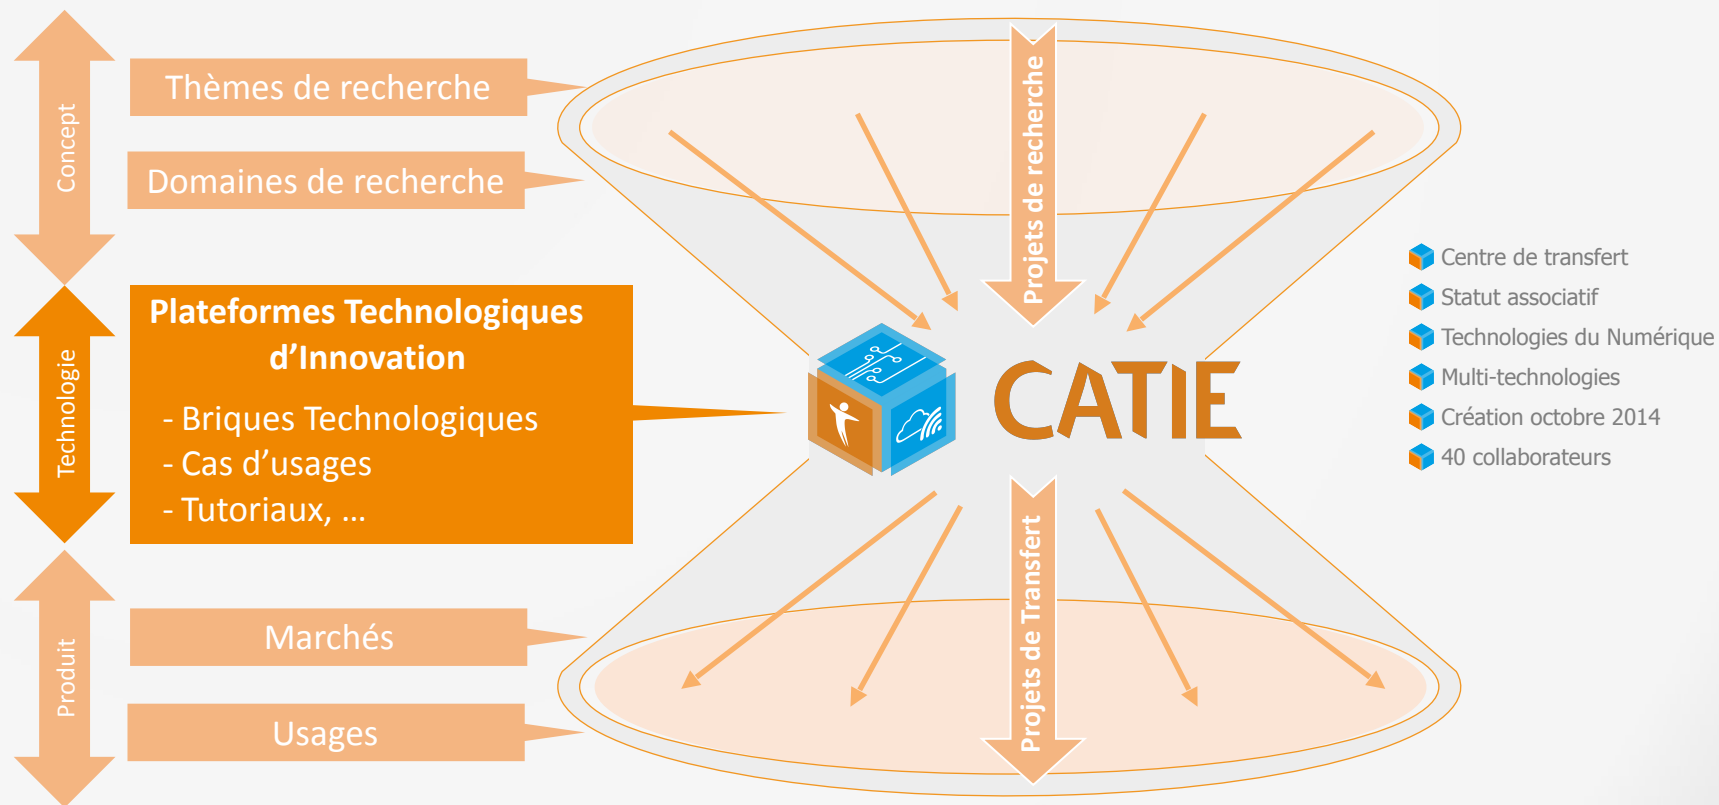 Concept
Thèmes de recherche
Domaines de recherche
Projets de recherche
Technologie
Plateformes Technologiques
d’Innovation
- Briques Technologiques
- Cas d’usages
- Tutoriaux, ...
CATIE
Centre de transfert
Statut associatif
Technologies du Numérique
Multi-technologies
Création octobre 2014
40 collaborateurs
Produit
Marchés
Usages
Projets de Transfert